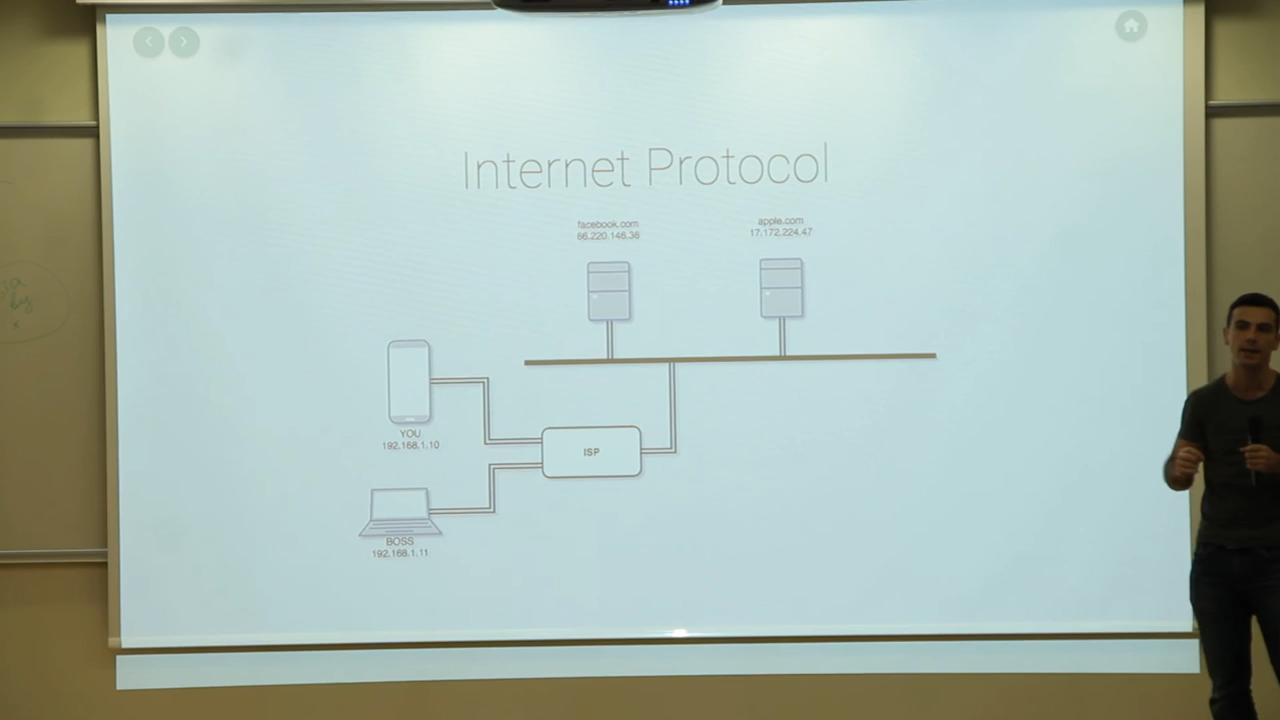 Internet Protocol
facebook.com
66.220.146.36
apple.com
17.172.224.47
YOU
192.168.1.10
ISP
BOSS
192.168.1.11